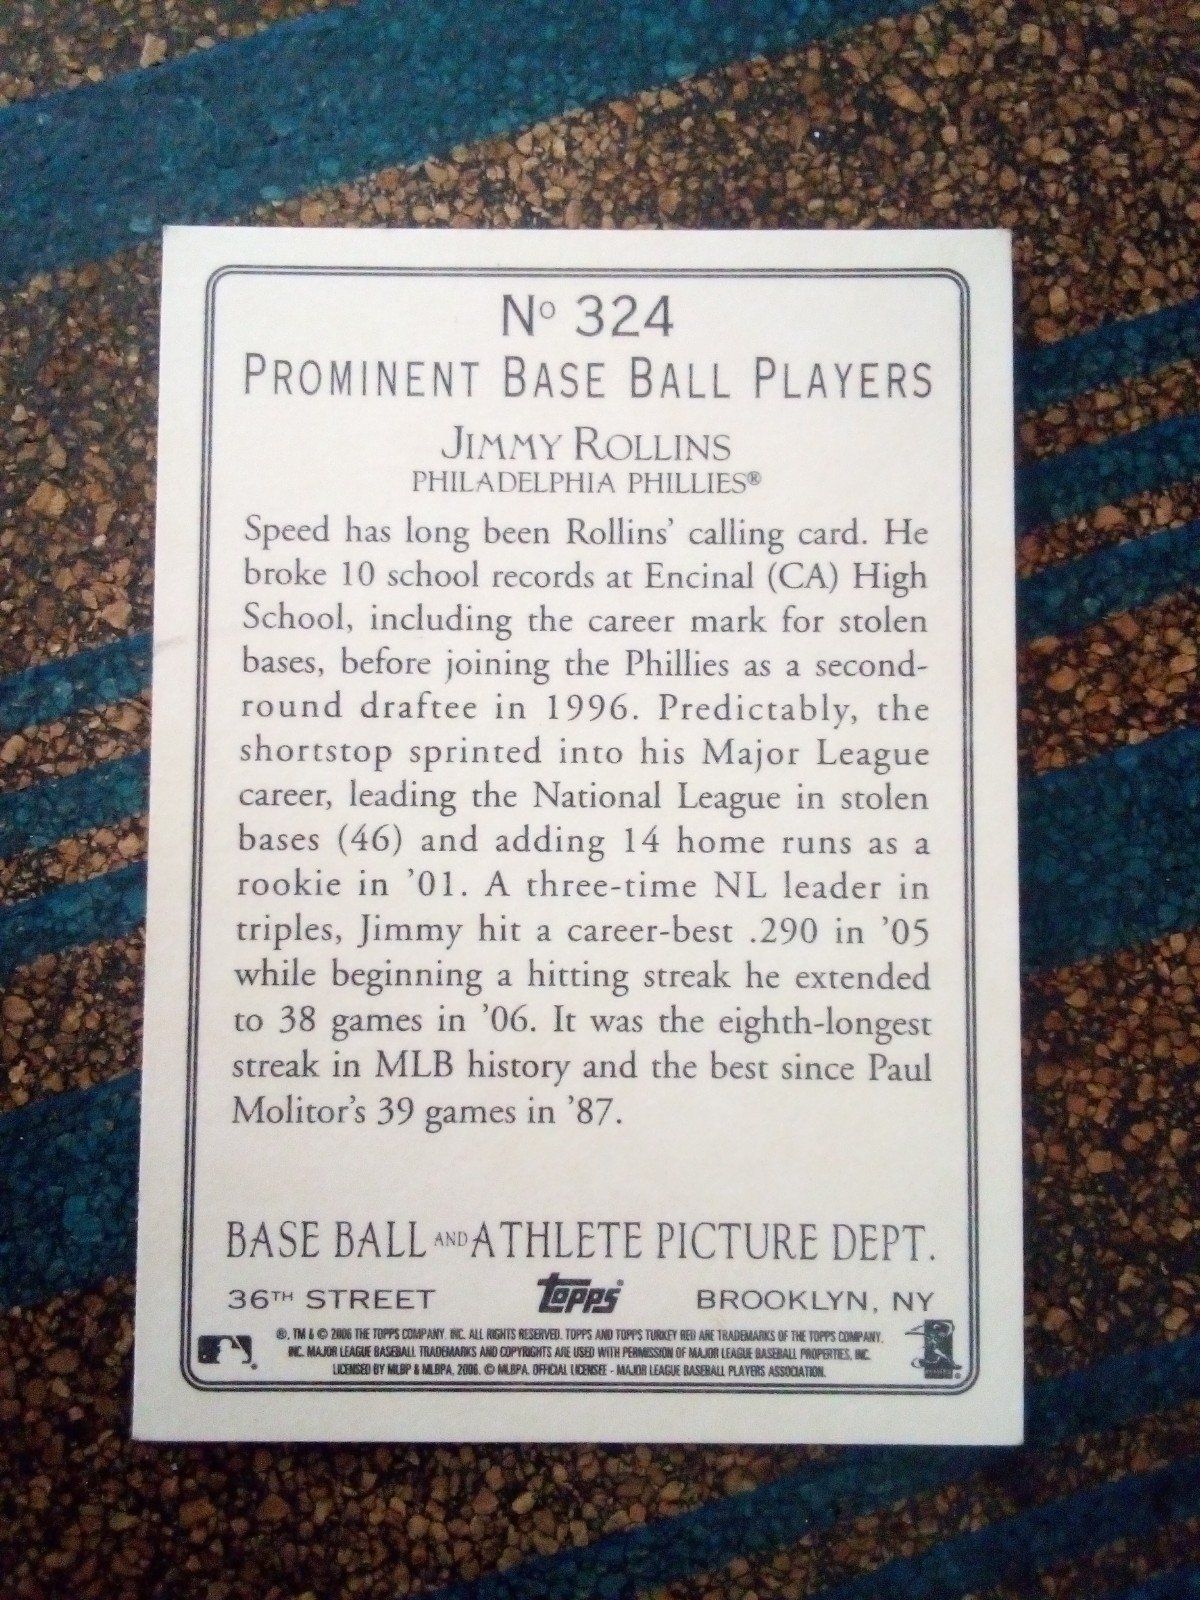 No 324
PROMINENT BASE BALL PLAYERS
JIMMY ROLLINS
PHILADELPHIA PHILLIES®
Speed has long been Rollins' calling card. He
broke 10 school records at Encinal (CA) High
School, including the career mark for stolen
bases, before joining the Phillies as a second-
round draftee in 1996. Predictably, the
shortstop sprinted into his Major League
career, leading the National League in stolen
bases (46) and adding 14 home runs as a
rookie in '01. A three-time NL leader in
triples, Jimmy hit a career-best .290 in '05
while beginning a hitting streak he extended
to 38 games in '06. It was the eighth-longest
streak in MLB history and the best since Paul
Molitor's 39 games in '87.
BASE BALL AND ATHLETE PICTURE DEPT.
36TH STREET topps® BROOKLYN, NY
®, TM & © 2006 THE TOPPS COMPANY, INC. ALL RIGHTS RESERVED. TOPPS AND TOPPS TURKEY RED ARE TRADEMARKS OF THE TOPPS COMPANY,
INC. MAJOR LEAGUE BASEBALL TRADEMARKS AND COPYRIGHTS ARE USED WITH PERMISSION OF MAJOR LEAGUE BASEBALL PROPERTIES, INC.
LICENSED BY MLBP & MLBPA, 2006. © MLBPA. OFFICIAL LICENSEE - MAJOR LEAGUE BASEBALL PLAYERS ASSOCIATION.